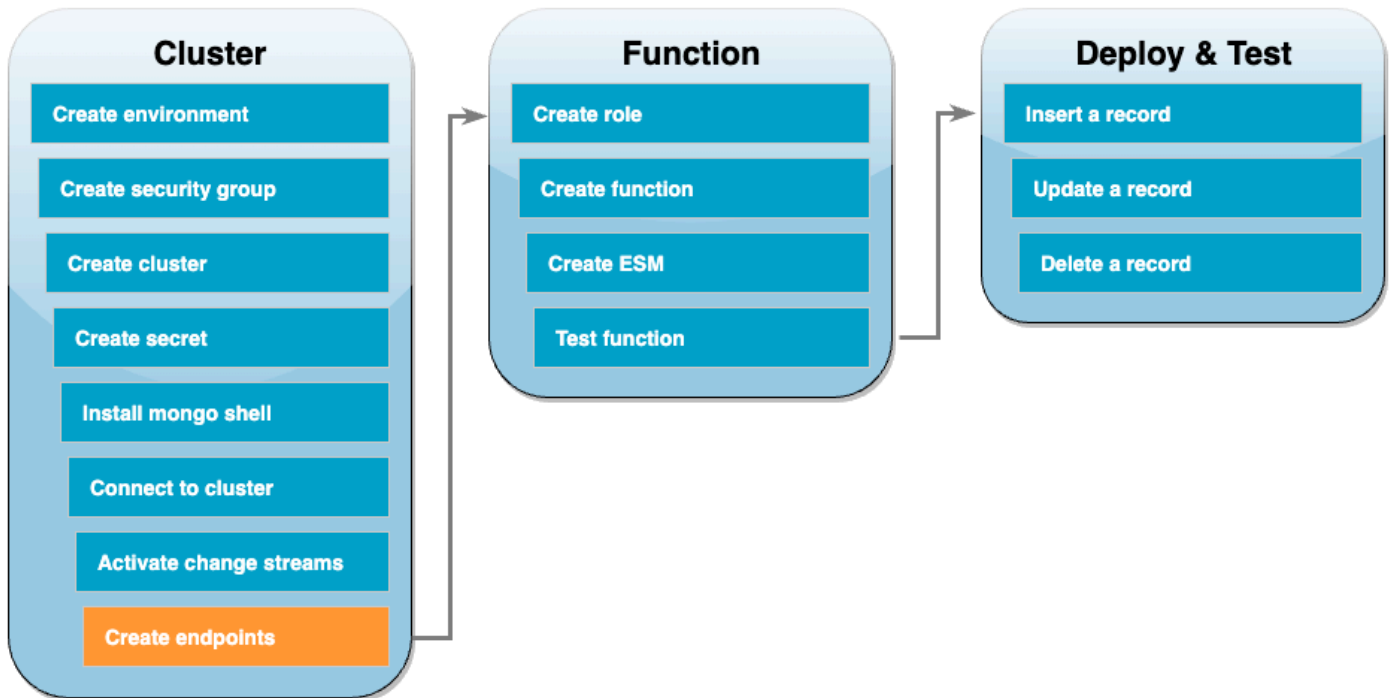 Cluster
Create environment
Create security group
Create cluster
Create secret
Install mongo shell
Connect to cluster
Activate change streams
Create endpoints
Function
Create role
Create function
Create ESM
Test function
Deploy & Test
Insert a record
Update a record
Delete a record